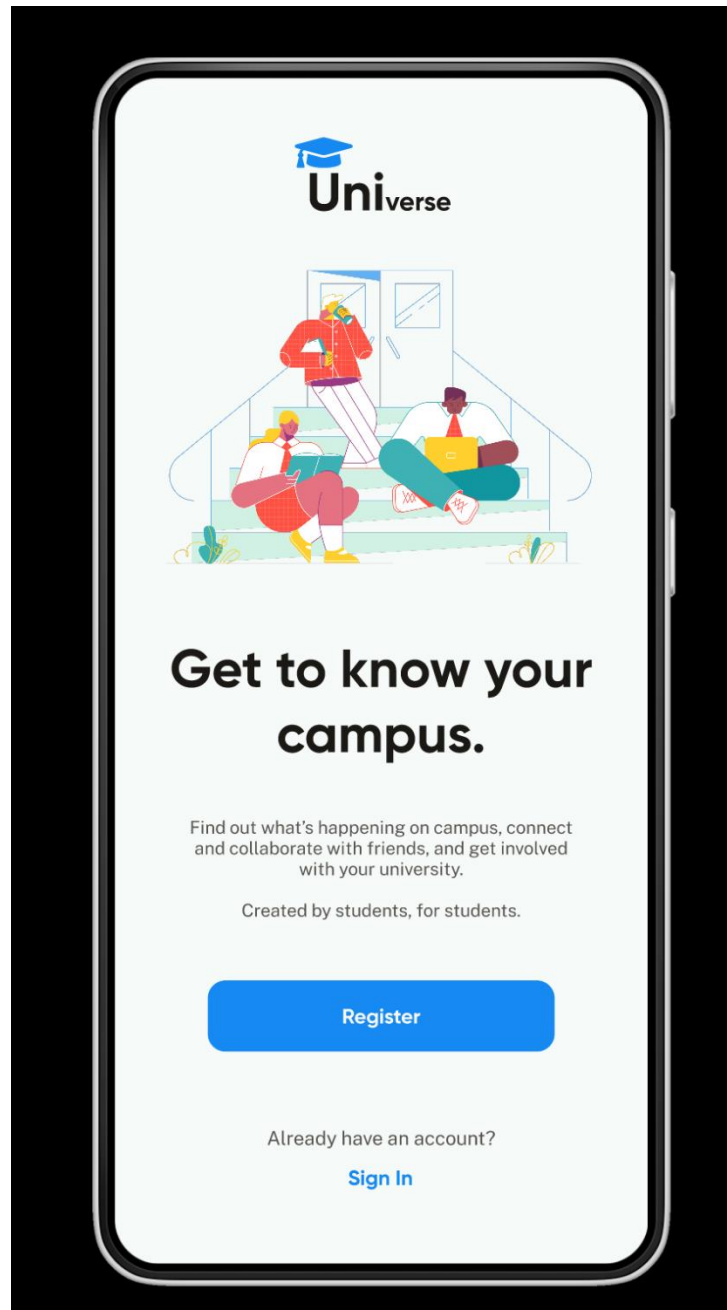 Universe
Get to know your
campus.
Find out what’s happening on campus, connect
and collaborate with friends, and get involved
with your university.
Created by students, for students.
Register
Already have an account?
Sign In